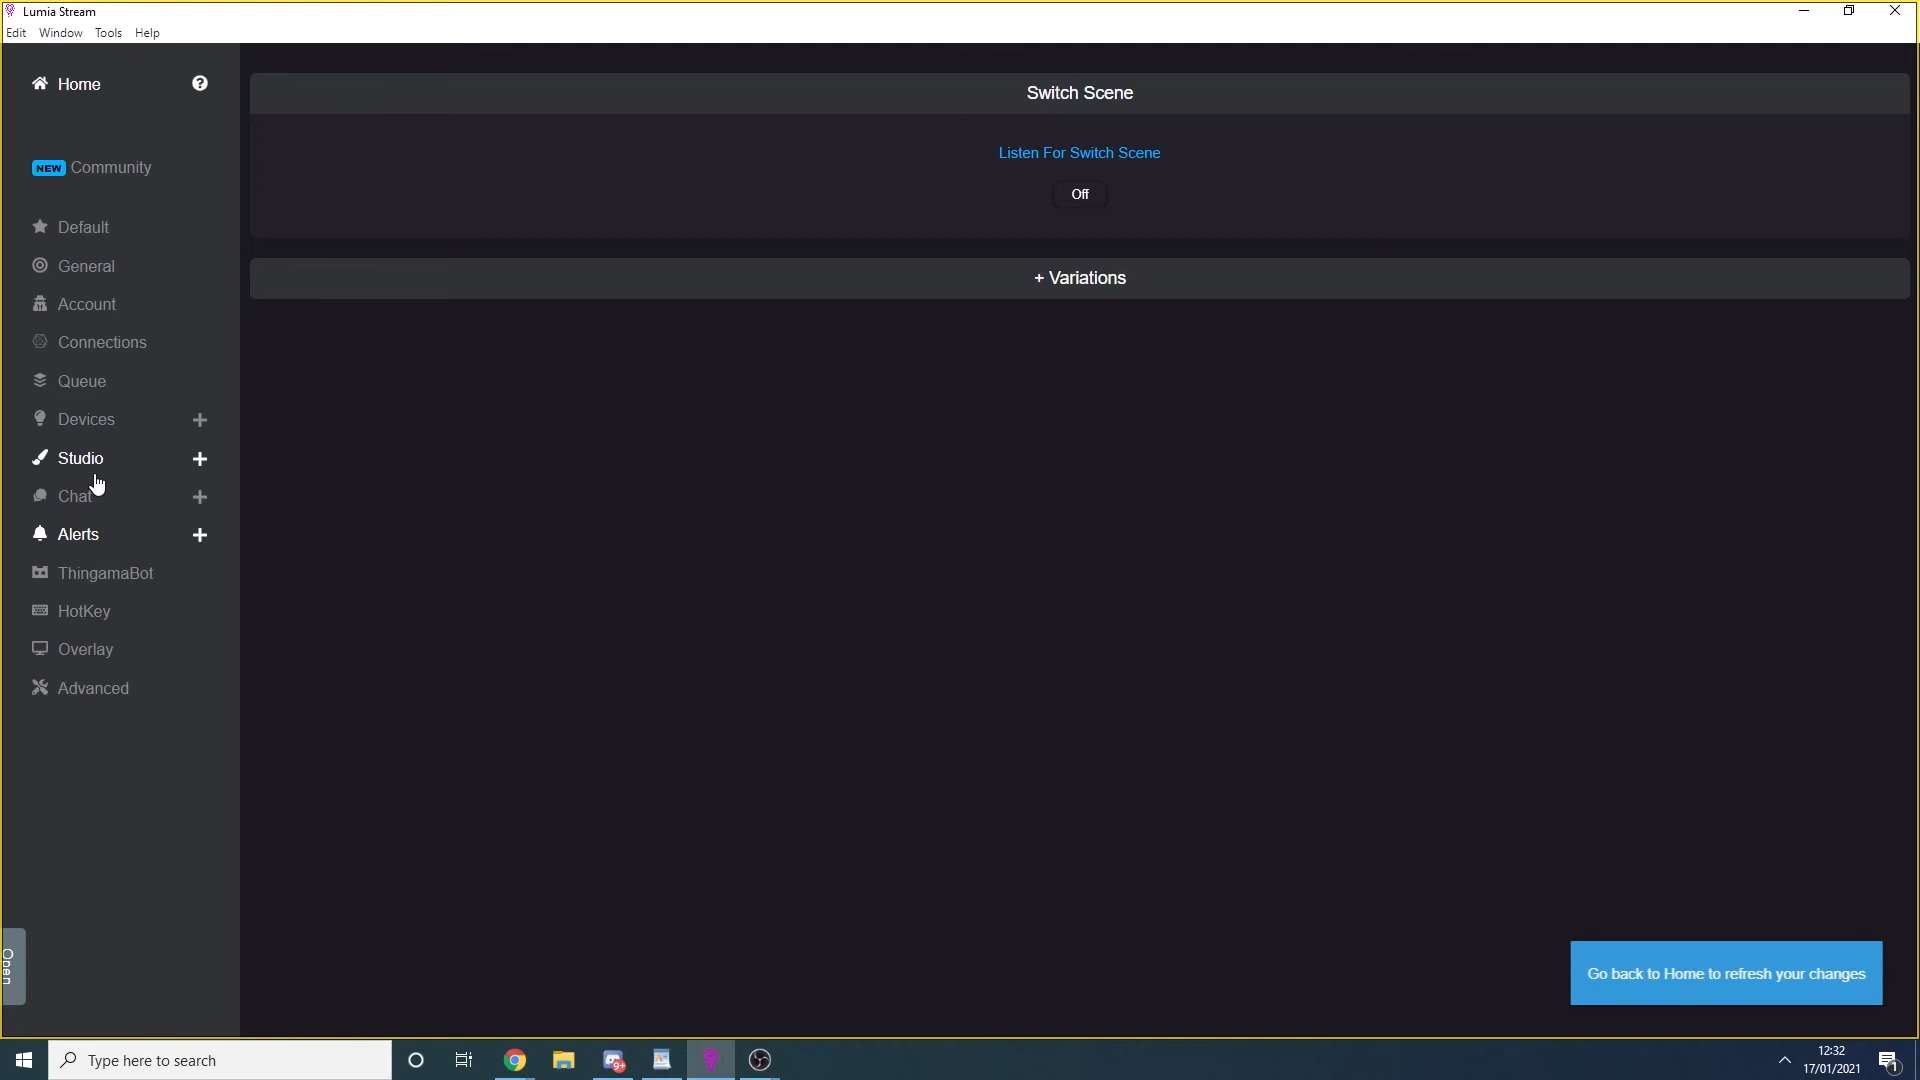 Lumia Stream
Edit Window Tools Help
Home
NEW Community
Default
General
Account
Connections
Queue
Devices
Studio
Chat
Alerts
ThingamaBot
HotKey
Overlay
Advanced
Open
Switch Scene
Listen For Switch Scene
Off
+ Variations
Go back to Home to refresh your changes
Type here to search
9+
12:32
17/01/2021
1